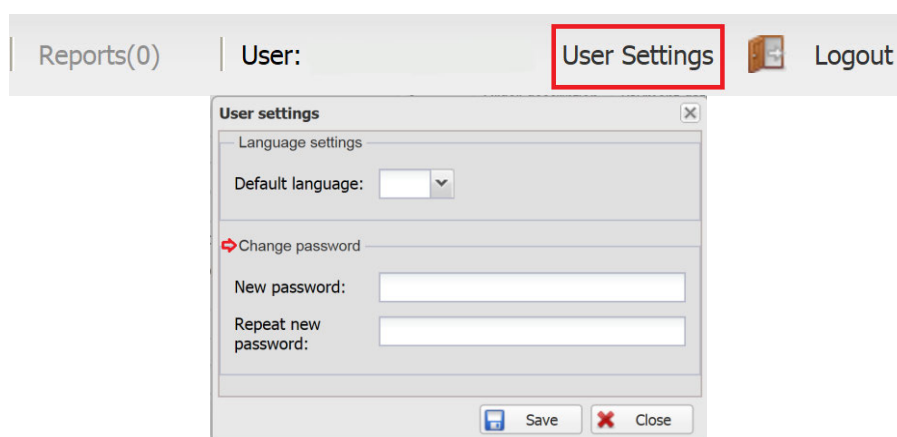 Reports(0) User: User Settings Logout
User settings
Language settings
Default language:
Change password
New password:
Repeat new
password:
Save Close